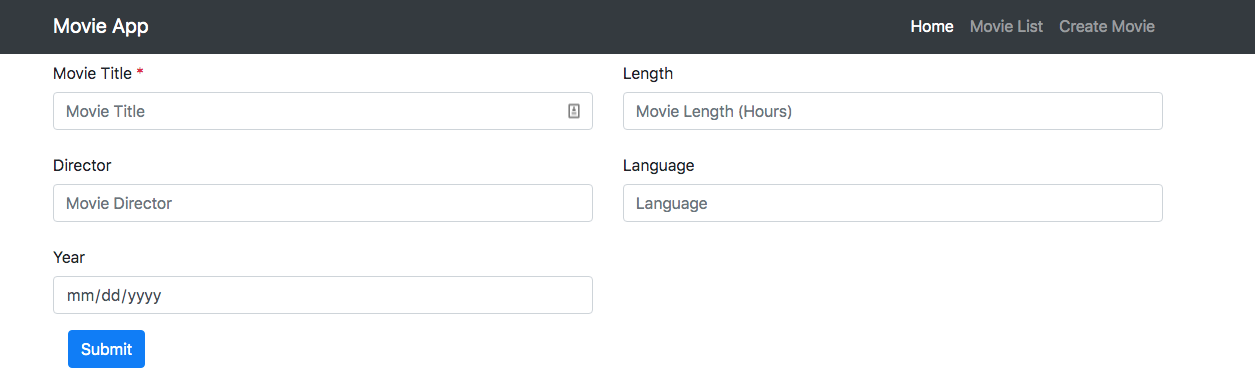 Movie App Home Movie List Create Movie
Movie Title * Length
Movie Title Movie Length (Hours)
Director Language
Movie Director Language
Year
mm/dd/yyyy
Submit